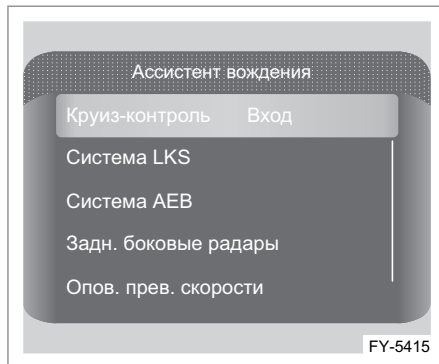 Ассистент вождения
Круиз-контроль Вход
Система LKS
Система AEB
Задн. боковые радары
Опов. прев. скорости
FY-5415